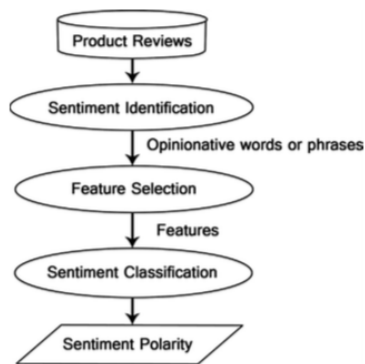 Product Reviews
Sentiment Identification
Opinionative words or phrases
Feature Selection
Features
Sentiment Classification
Sentiment Polarity